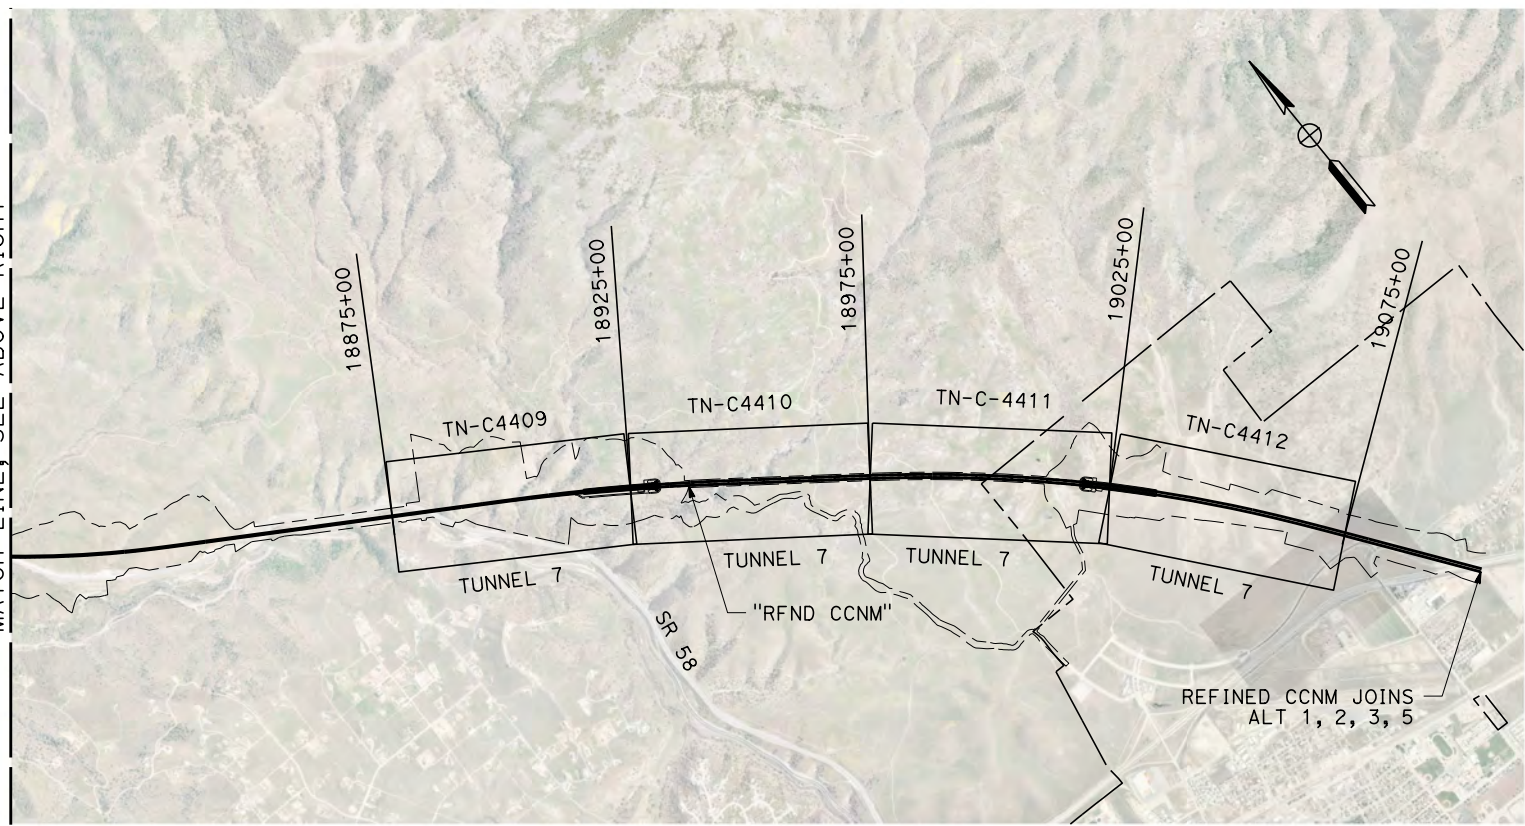 18875+00
18925+00
18975+00
19025+00
19075+00
TN-C4409
TN-C4410
TN-C-4411
TN-C4412
TUNNEL 7
TUNNEL 7
TUNNEL 7
TUNNEL 7
"RFND CCNM"
SR 58
REFINED CCNM JOINS
ALT 1, 2, 3, 5